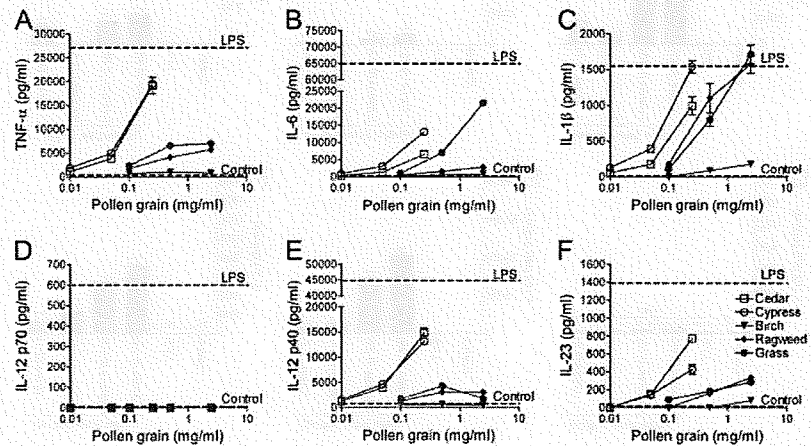 A
TNF-α (pg/ml)
30000
25000
20000
15000
10000
5000
0
LPS
Control
0.01
0.1
1
10
Pollen grain (mg/ml)
B
IL-6 (pg/ml)
75000
70000
65000
60000
25000
20000
15000
10000
5000
0
LPS
Control
0.01
0.1
1
10
Pollen grain (mg/ml)
C
IL-1β (pg/ml)
2000
1500
1000
500
0
LPS
Control
0.01
0.1
1
10
Pollen grain (mg/ml)
D
IL-12 p70 (pg/ml)
700
600
500
400
300
200
100
0
LPS
Control
0.01
0.1
1
10
Pollen grain (mg/ml)
E
IL-12 p40 (pg/ml)
50000
45000
40000
15000
10000
5000
0
LPS
Control
0.01
0.1
1
10
Pollen grain (mg/ml)
F
IL-23 (pg/ml)
1600
1400
1200
1000
800
600
400
200
0
LPS
Cedar
Cypress
Birch
Ragweed
Grass
Control
0.01
0.1
1
10
Pollen grain (mg/ml)